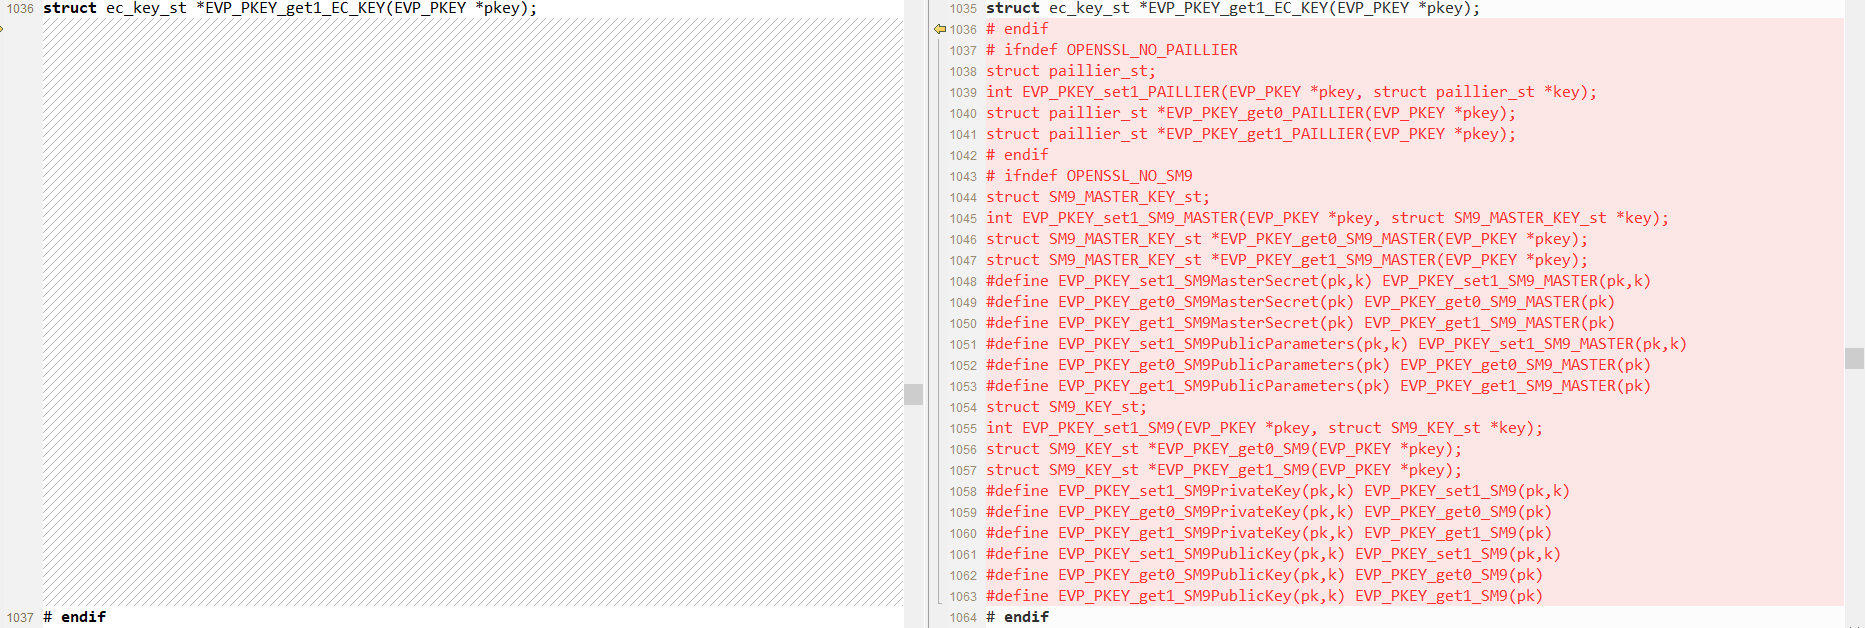 1036 struct ec_key_st *EVP_PKEY_get1_EC_KEY(EVP_PKEY *pkey);
1037 # endif
1035 struct ec_key_st *EVP_PKEY_get1_EC_KEY(EVP_PKEY *pkey);
1036 # endif
1037 # ifndef OPENSSL_NO_PAILLIER
1038 struct paillier_st;
1039 int EVP_PKEY_set1_PAILLIER(EVP_PKEY *pkey, struct paillier_st *key);
1040 struct paillier_st *EVP_PKEY_get0_PAILLIER(EVP_PKEY *pkey);
1041 struct paillier_st *EVP_PKEY_get1_PAILLIER(EVP_PKEY *pkey);
1042 # endif
1043 # ifndef OPENSSL_NO_SM9
1044 struct SM9_MASTER_KEY_st;
1045 int EVP_PKEY_set1_SM9_MASTER(EVP_PKEY *pkey, struct SM9_MASTER_KEY_st *key);
1046 struct SM9_MASTER_KEY_st *EVP_PKEY_get0_SM9_MASTER(EVP_PKEY *pkey);
1047 struct SM9_MASTER_KEY_st *EVP_PKEY_get1_SM9_MASTER(EVP_PKEY *pkey);
1048 #define EVP_PKEY_set1_SM9MasterSecret(pk,k) EVP_PKEY_set1_SM9_MASTER(pk,k)
1049 #define EVP_PKEY_get0_SM9MasterSecret(pk) EVP_PKEY_get0_SM9_MASTER(pk)
1050 #define EVP_PKEY_get1_SM9MasterSecret(pk) EVP_PKEY_get1_SM9_MASTER(pk)
1051 #define EVP_PKEY_set1_SM9PublicParameters(pk,k) EVP_PKEY_set1_SM9_MASTER(pk,k)
1052 #define EVP_PKEY_get0_SM9PublicParameters(pk) EVP_PKEY_get0_SM9_MASTER(pk)
1053 #define EVP_PKEY_get1_SM9PublicParameters(pk) EVP_PKEY_get1_SM9_MASTER(pk)
1054 struct SM9_KEY_st;
1055 int EVP_PKEY_set1_SM9(EVP_PKEY *pkey, struct SM9_KEY_st *key);
1056 struct SM9_KEY_st *EVP_PKEY_get0_SM9(EVP_PKEY *pkey);
1057 struct SM9_KEY_st *EVP_PKEY_get1_SM9(EVP_PKEY *pkey);
1058 #define EVP_PKEY_set1_SM9PrivateKey(pk,k) EVP_PKEY_set1_SM9(pk,k)
1059 #define EVP_PKEY_get0_SM9PrivateKey(pk,k) EVP_PKEY_get0_SM9(pk)
1060 #define EVP_PKEY_get1_SM9PrivateKey(pk,k) EVP_PKEY_get1_SM9(pk)
1061 #define EVP_PKEY_set1_SM9PublicKey(pk,k) EVP_PKEY_set1_SM9(pk,k)
1062 #define EVP_PKEY_get0_SM9PublicKey(pk,k) EVP_PKEY_get0_SM9(pk)
1063 #define EVP_PKEY_get1_SM9PublicKey(pk,k) EVP_PKEY_get1_SM9(pk)
1064 # endif